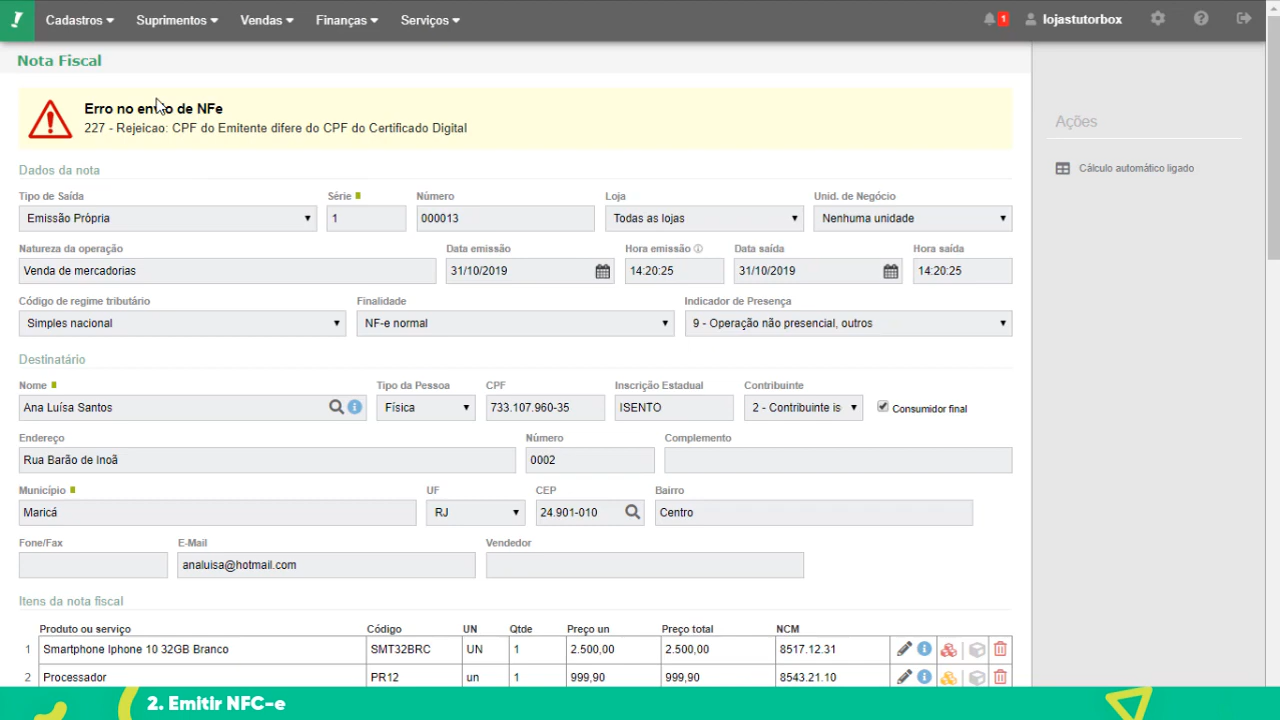 Cadastros Suprimentos Vendas Finanças Serviços 1 lojastutorbox
Nota Fiscal
Erro no envio de NFe
227 - Rejeicao: CPF do Emitente difere do CPF do Certificado Digital
Ações
Cálculo automático ligado
Dados da nota
Tipo de Saída Série Número Loja Unid. de Negócio
Emissão Própria 1 000013 Todas as lojas Nenhuma unidade
Natureza da operação Data emissão Hora emissão Data saída Hora saída
Venda de mercadorias 31/10/2019 14:20:25 31/10/2019 14:20:25
Código de regime tributário Finalidade Indicador de Presença
Simples nacional NF-e normal 9 - Operação não presencial, outros
Destinatário
Nome Tipo da Pessoa CPF Inscrição Estadual Contribuinte
Ana Luísa Santos Física 733.107.960-35 ISENTO 2 - Contribuinte is Consumidor final
Endereço Número Complemento
Rua Barão de Inoã 0002
Município UF CEP Bairro
Maricá RJ 24.901-010 Centro
Fone/Fax E-Mail Vendedor
analuisa@hotmail.com
Itens da nota fiscal
Produto ou serviço Código UN Qtde Preço un Preço total NCM
1 Smartphone Iphone 10 32GB Branco SMT32BRC UN 1 2.500,00 2.500,00 8517.12.31
2 Processador PR12 un 1 999,90 999,90 8543.21.10
2. Emitir NFC-e